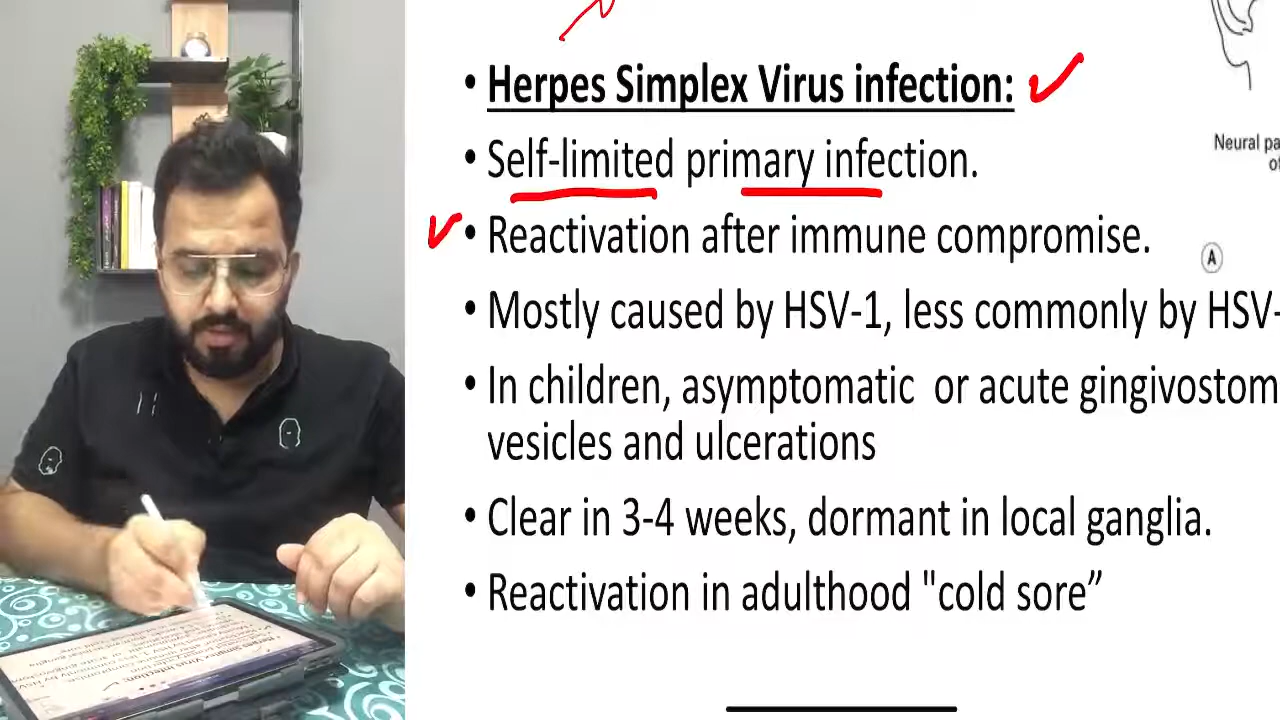 • Herpes Simplex Virus infection:
• Self-limited primary infection.
• Reactivation after immune compromise.
• Mostly caused by HSV-1, less commonly by HSV-
• In children, asymptomatic or acute gingivostom
vesicles and ulcerations
• Clear in 3-4 weeks, dormant in local ganglia.
• Reactivation in adulthood "cold sore”
Neural pa
of
A